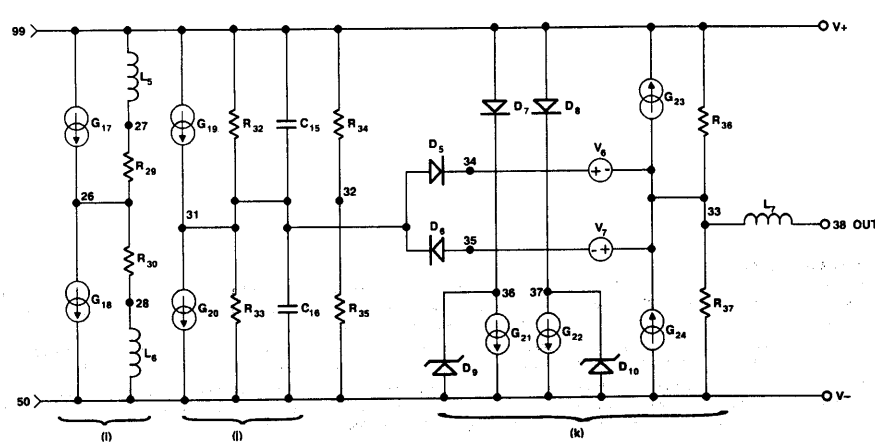 99
V+
L5
G17
27
G19
R32
C15
R34
D7
D8
G23
R36
R29
D5
34
V6
+ -
26
31
32
L7
33
38 OUT
D6
35
V7
- +
R30
28
G18
G20
R33
C16
R35
36
37
G21
G22
G24
R37
L6
D9
D10
50
V-
(i)
(j)
(k)